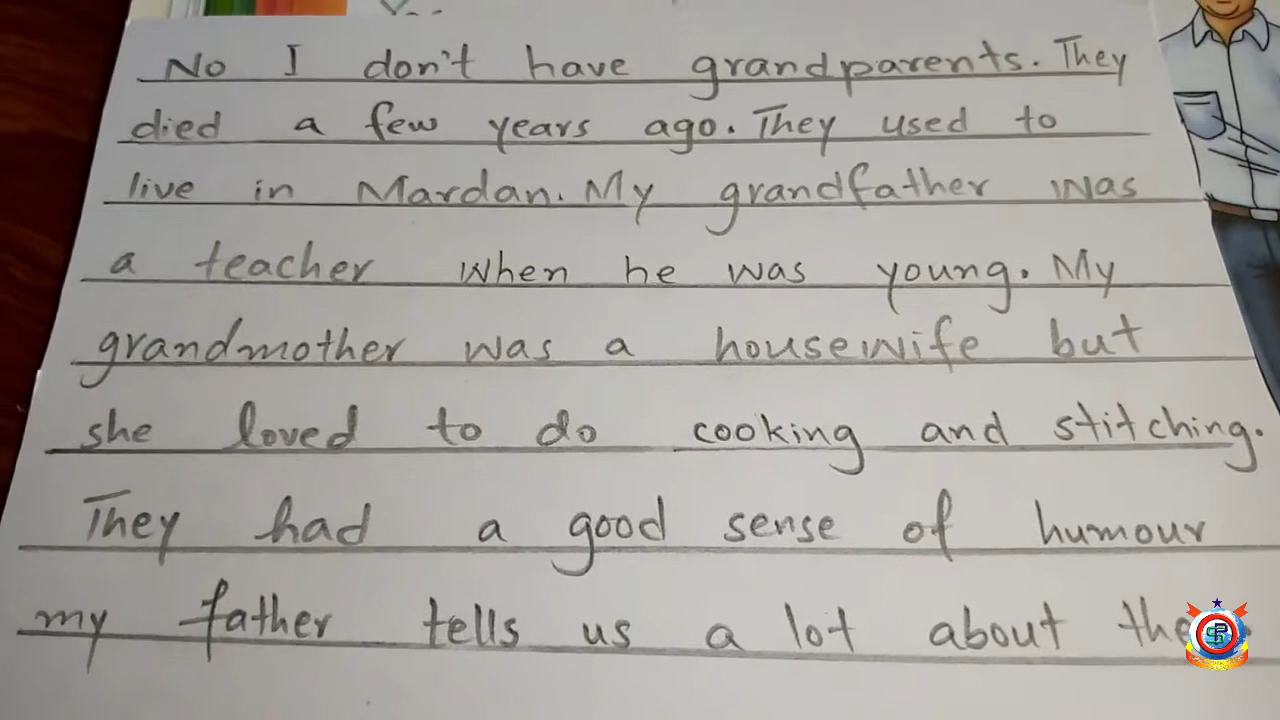 No I don't have grandparents. They
died a few years ago. They used to
live in Mardan. My grandfather was
a teacher when he was young. My
grandmother was a housewife but
she loved to do cooking and stitching.
They had a good sense of humour
my father tells us a lot about